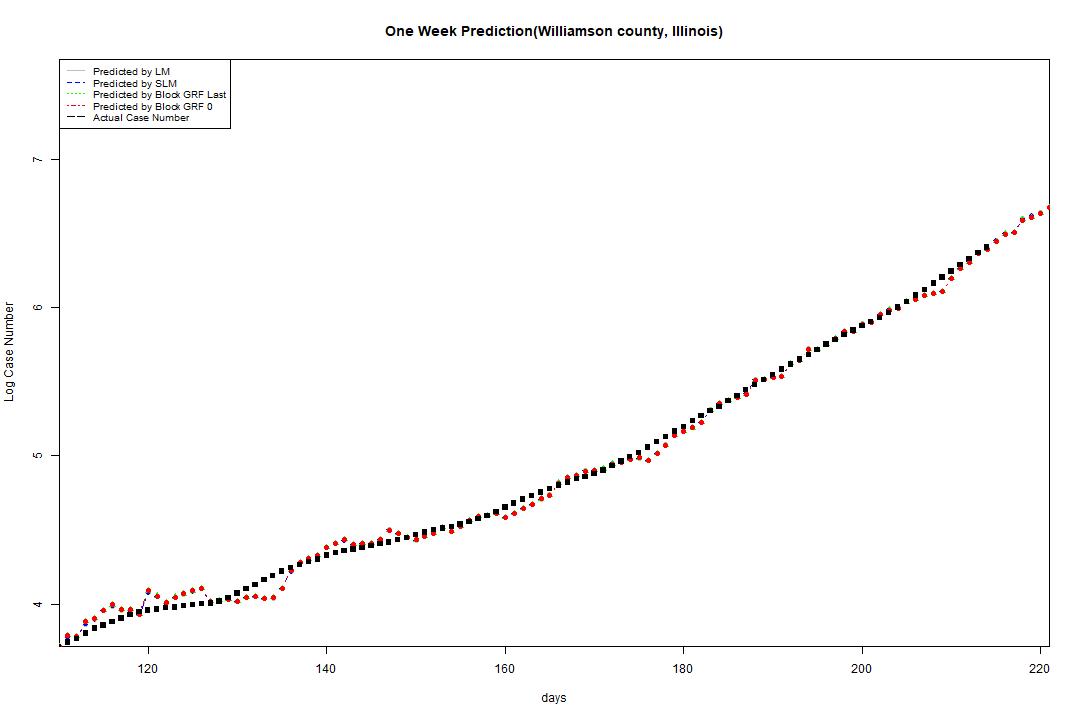 One Week Prediction(Williamson county, Illinois)
Predicted by LM
Predicted by SLM
Predicted by Block GRF Last
Predicted by Block GRF 0
Actual Case Number
7
6
5
4
Log Case Number
120 140 160 180 200 220
days